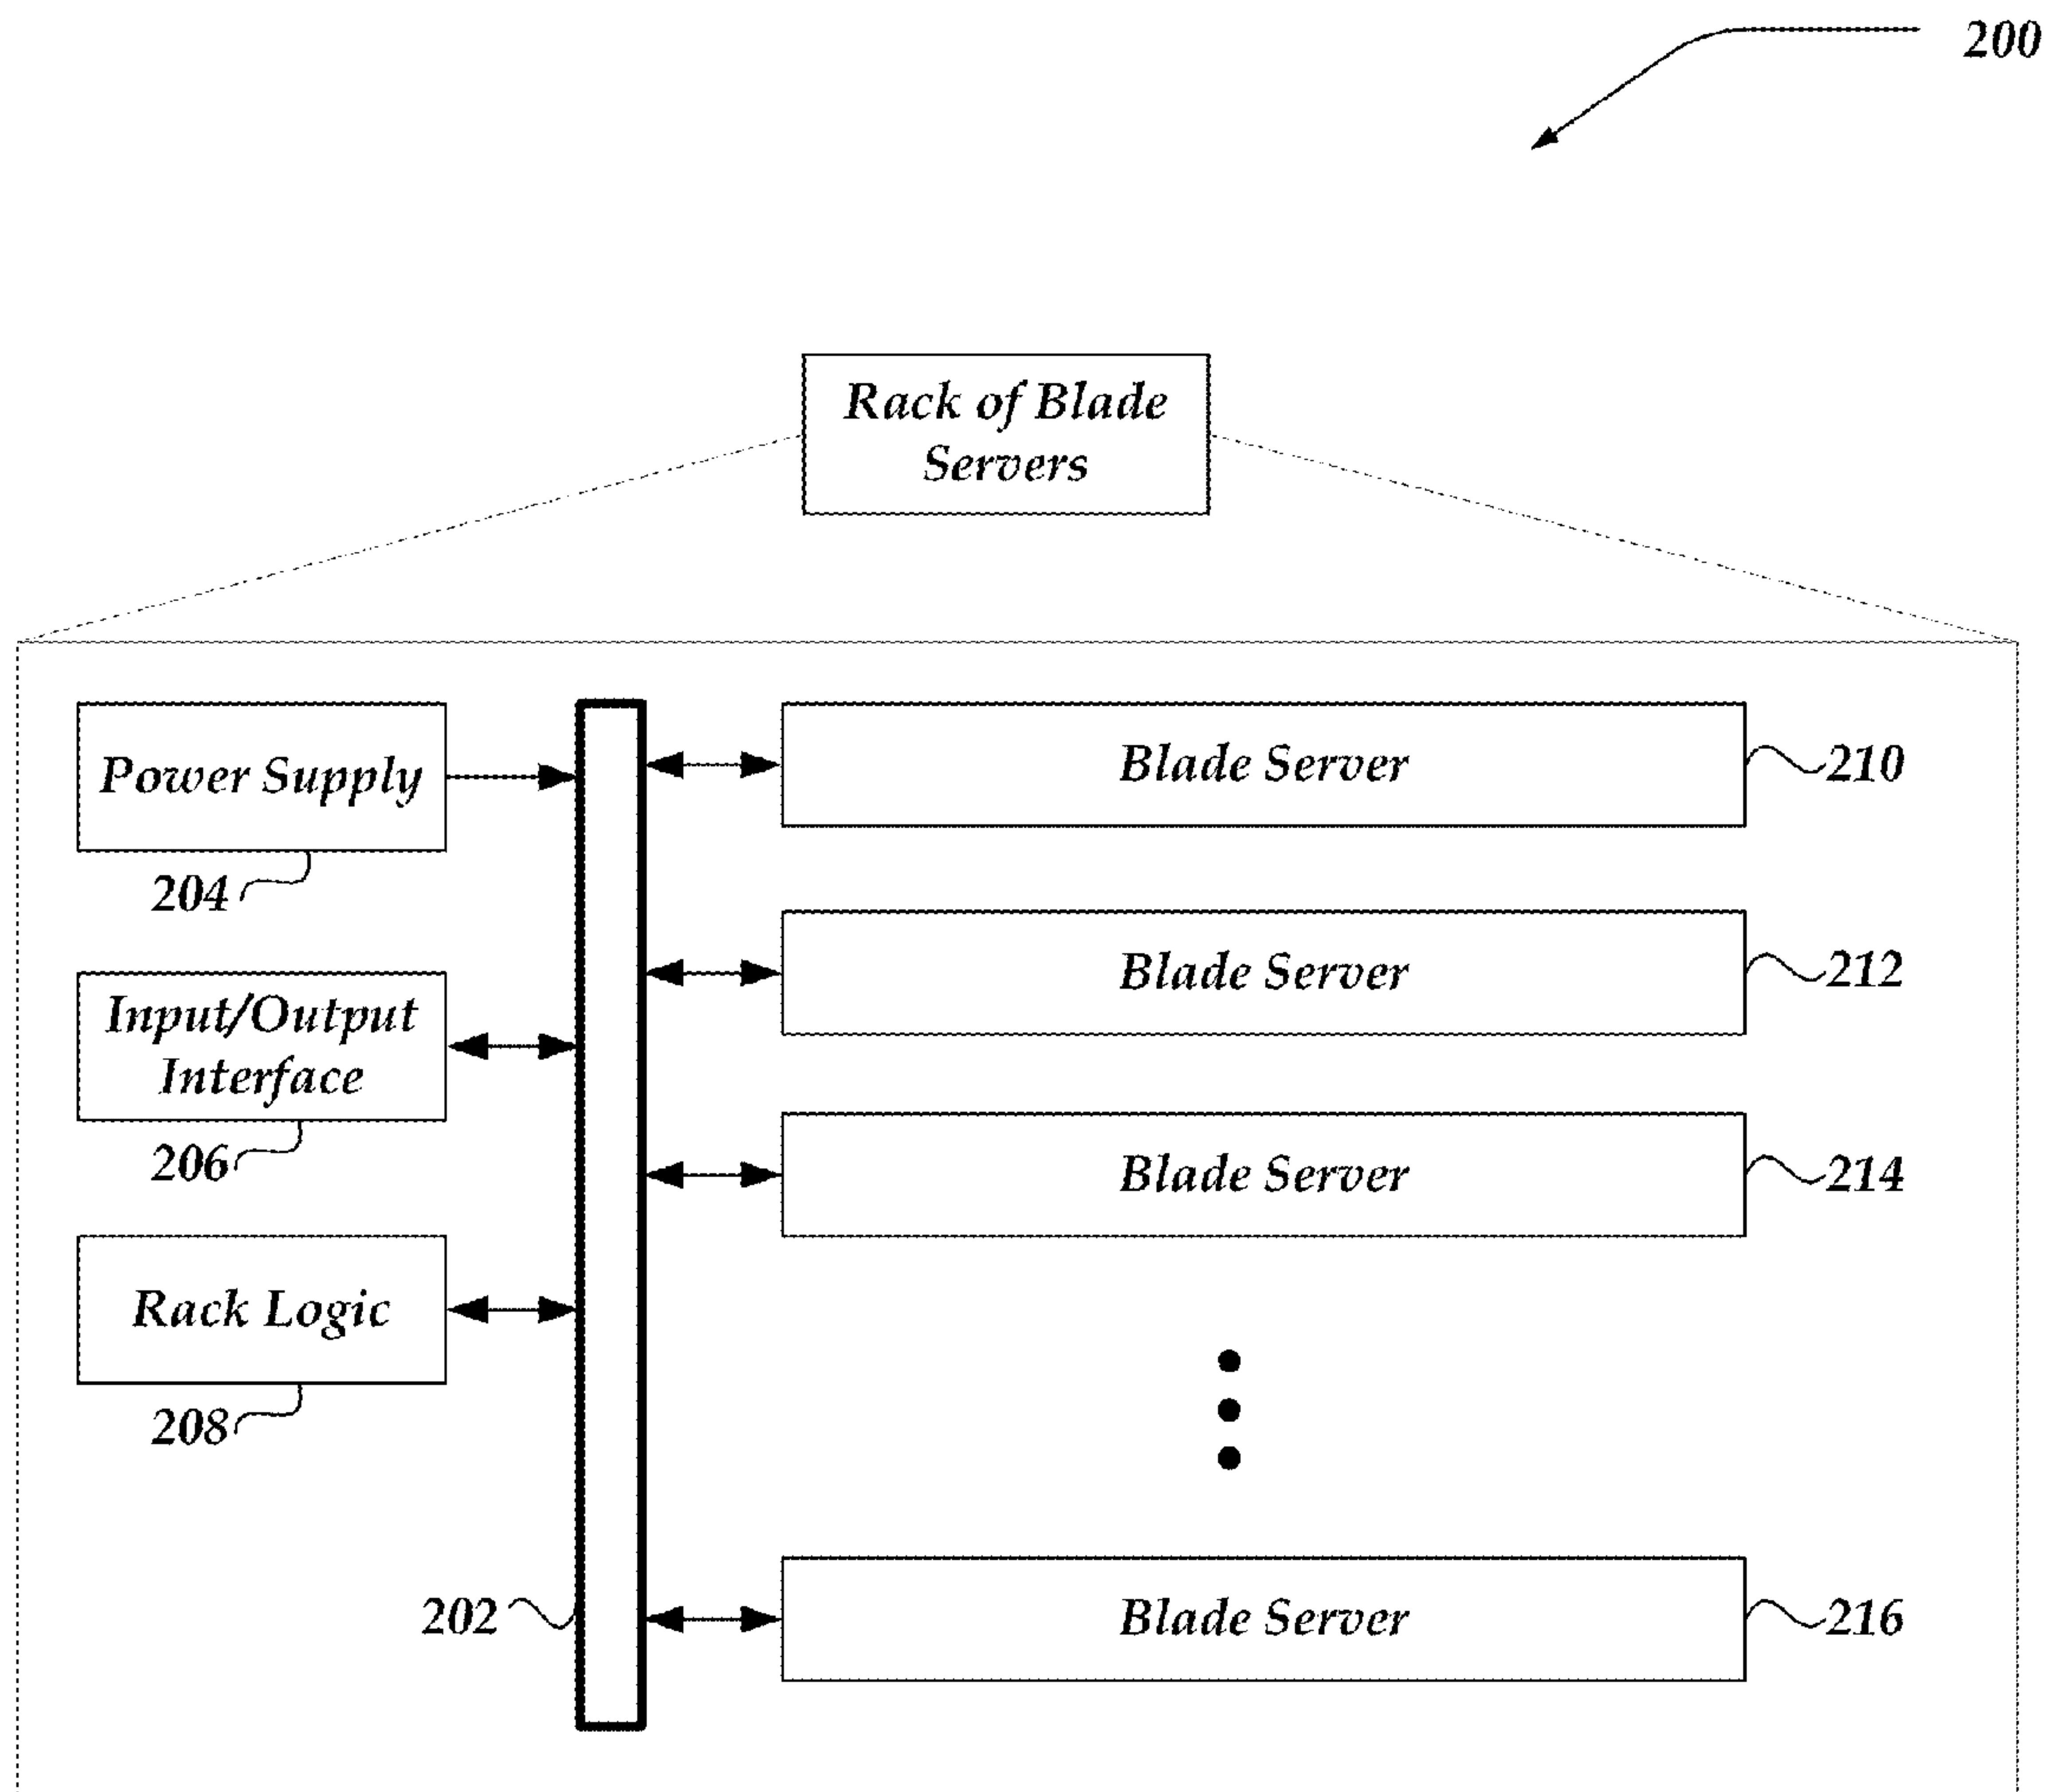 200
Rack of Blade
Servers
Power Supply
204
Input/Output
Interface
206
Rack Logic
208
202
Blade Server
210
Blade Server
212
Blade Server
214
Blade Server
216